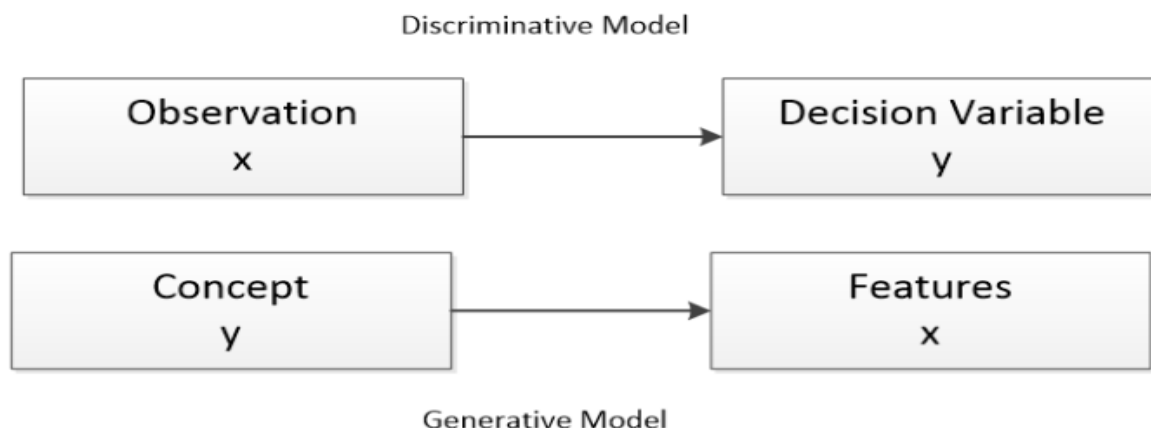 Discriminative Model
Observation
x
Decision Variable
y
Concept
y
Features
x
Generative Model